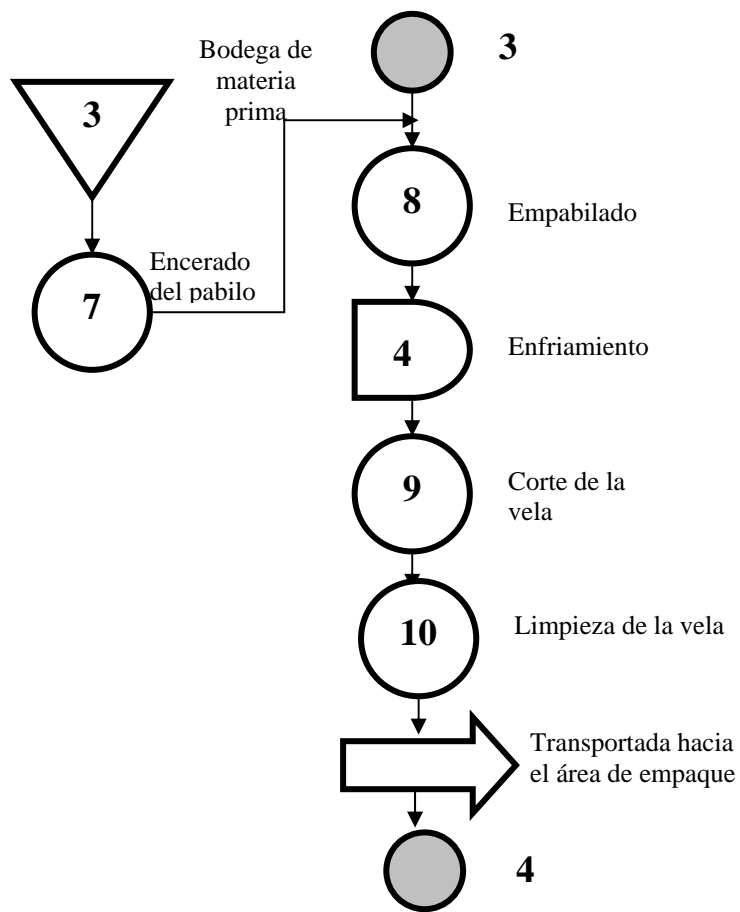 3
Bodega de
materia
prima
3
8
Empabilado
Encerado
del pabilo
7
4
Enfriamiento
9
Corte de la
vela
10
Limpieza de la vela
Transportada hacia
el área de empaque
4